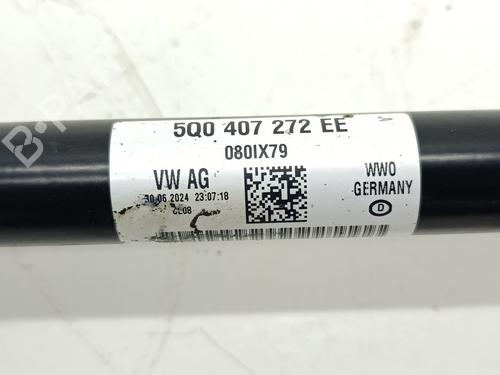 5Q0 407 272 EE
080IX79
VW AG
30.06.2024 23:07:18
WWO
GERMANY
D
B-PARTS